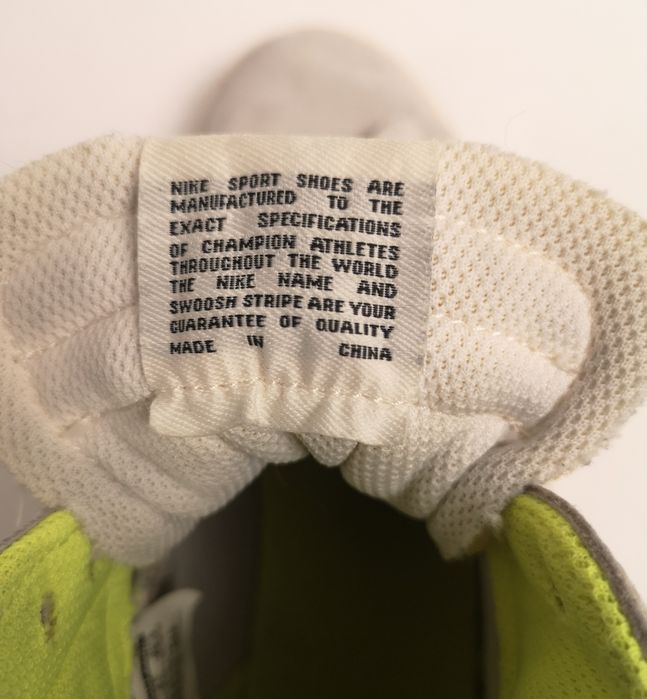 NIKE SPORT SHOES ARE
MANUFACTURED TO THE
EXACT SPECIFICATIONS
OF CHAMPION ATHLETES
THROUGHOUT THE WORLD
THE NIKE NAME AND
SWOOSH STRIPE ARE YOUR
GUARANTEE OF QUALITY
MADE IN CHINA